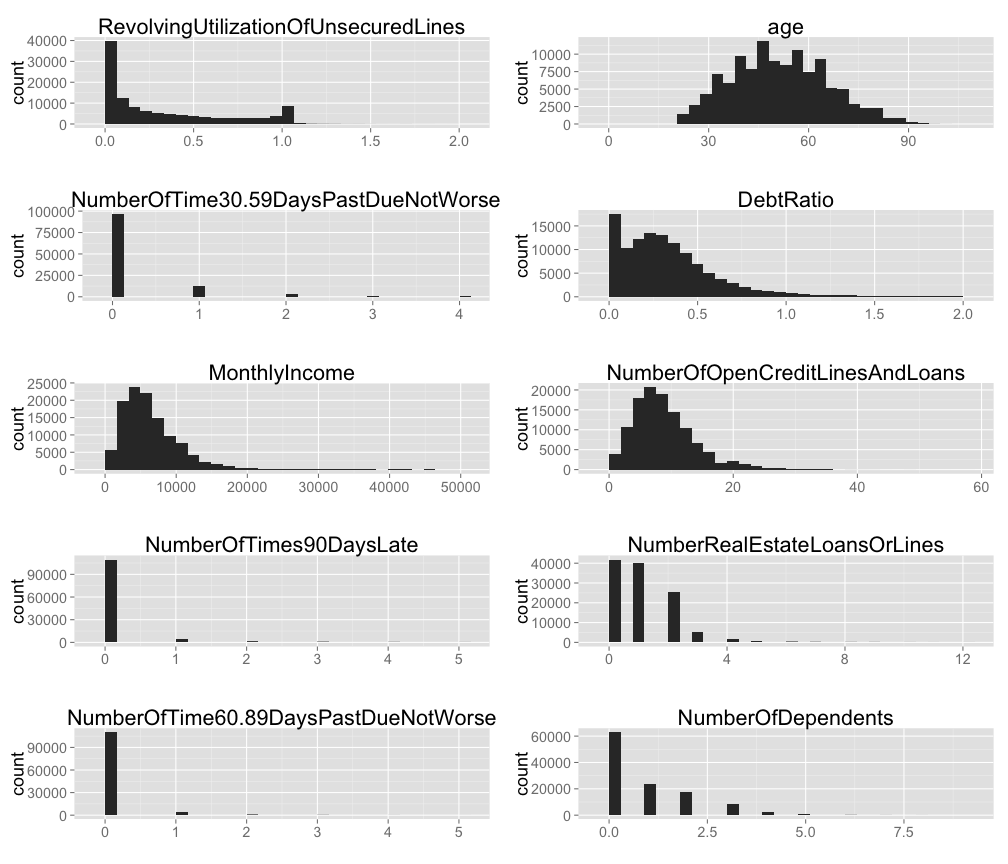 RevolvingUtilizationOfUnsecuredLines
count
40000
30000
20000
10000
0
0.0 0.5 1.0 1.5 2.0
age
count
10000
7500
5000
2500
0
0 30 60 90
NumberOfTime30.59DaysPastDueNotWorse
count
100000
75000
50000
25000
0
0 1 2 3 4
DebtRatio
count
15000
10000
5000
0
0.0 0.5 1.0 1.5 2.0
MonthlyIncome
count
25000
20000
15000
10000
5000
0
0 10000 20000 30000 40000 50000
NumberOfOpenCreditLinesAndLoans
count
20000
15000
10000
5000
0
0 20 40 60
NumberOfTimes90DaysLate
count
90000
60000
30000
0
0 1 2 3 4 5
NumberRealEstateLoansOrLines
count
40000
30000
20000
10000
0
0 4 8 12
NumberOfTime60.89DaysPastDueNotWorse
count
90000
60000
30000
0
0 1 2 3 4 5
NumberOfDependents
count
60000
40000
20000
0
0.0 2.5 5.0 7.5